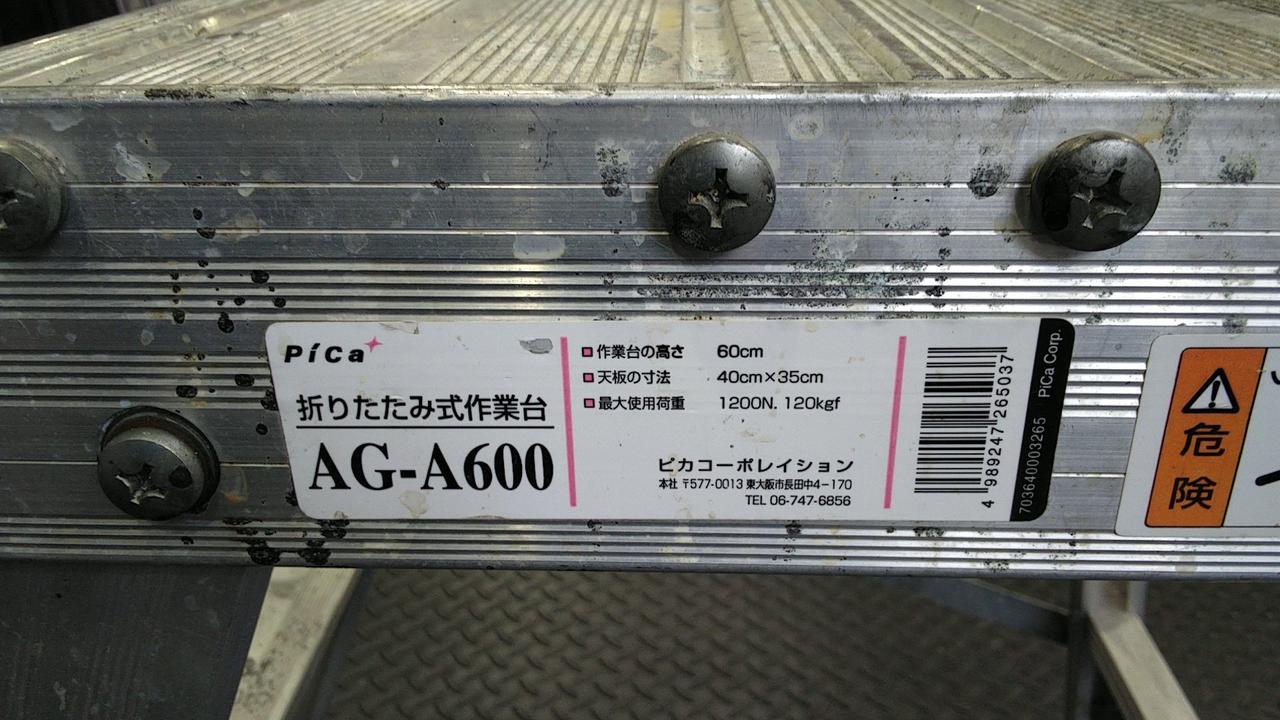 PiCa
折りたたみ式作業台
AG-A600
作業台の高さ 60cm
天板の寸法 40cm×35cm
最大使用荷重 1200N, 120kgf
ピカコーポレイション
本社 〒577-0013 東大阪市長田中4-170
TEL 06-747-6856
4 989247 265037
703640003265 PiCa Corp.
危険